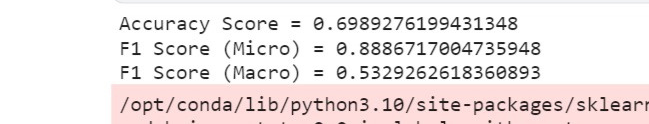 Accuracy Score = 0.6989276199431348
F1 Score (Micro) = 0.8886717004735948
F1 Score (Macro) = 0.5329262618360893
/opt/conda/lib/python3.10/site-packages/sklearn